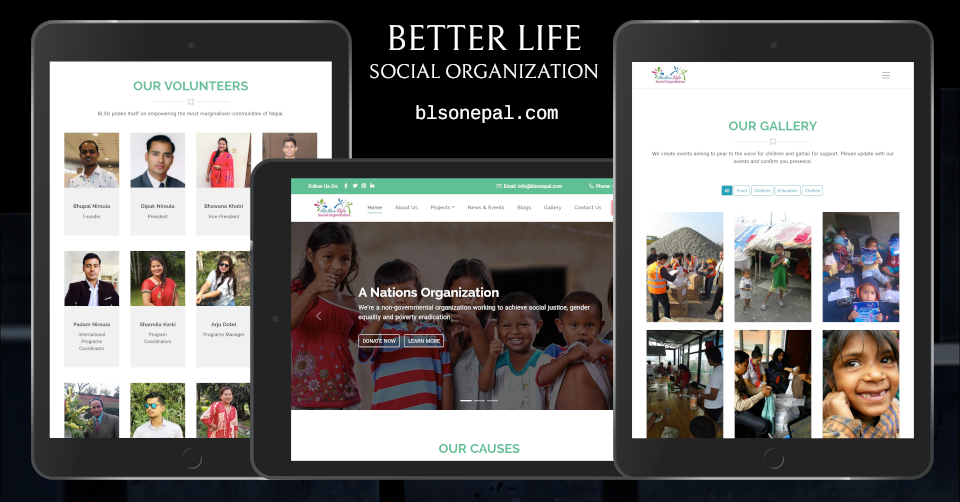 BETTER LIFE
SOCIAL ORGANIZATION
blsonepal.com
OUR VOLUNTEERS
BLSO prides itself on empowering the most marginalised communities of Nepal.
Bhupal Niroula
Founder
Dipak Niroula
President
Bhawana Khatri
Vice President
Padam Niroula
International
Programs
Coordinator
Sharmila Karki
Program
Coordinators
Arju Dotel
Programs Manager
Follow Us On:
Email: info@blsonepal.com
Phone:
Better Life
Social Organization
Home
About Us
Projects
News & Events
Blogs
Gallery
Contact Us
A Nations Organization
We're a non-governmental organization working to achieve social justice, gender
equality and poverty eradication.
DONATE NOW
LEARN MORE
OUR CAUSES
Better Life
Social Organization
OUR GALLERY
We create events aiming to pear to the voice for children and gather for support. Please update with our
events and confirm you presence.
All
Food
Children
Education
Clothes